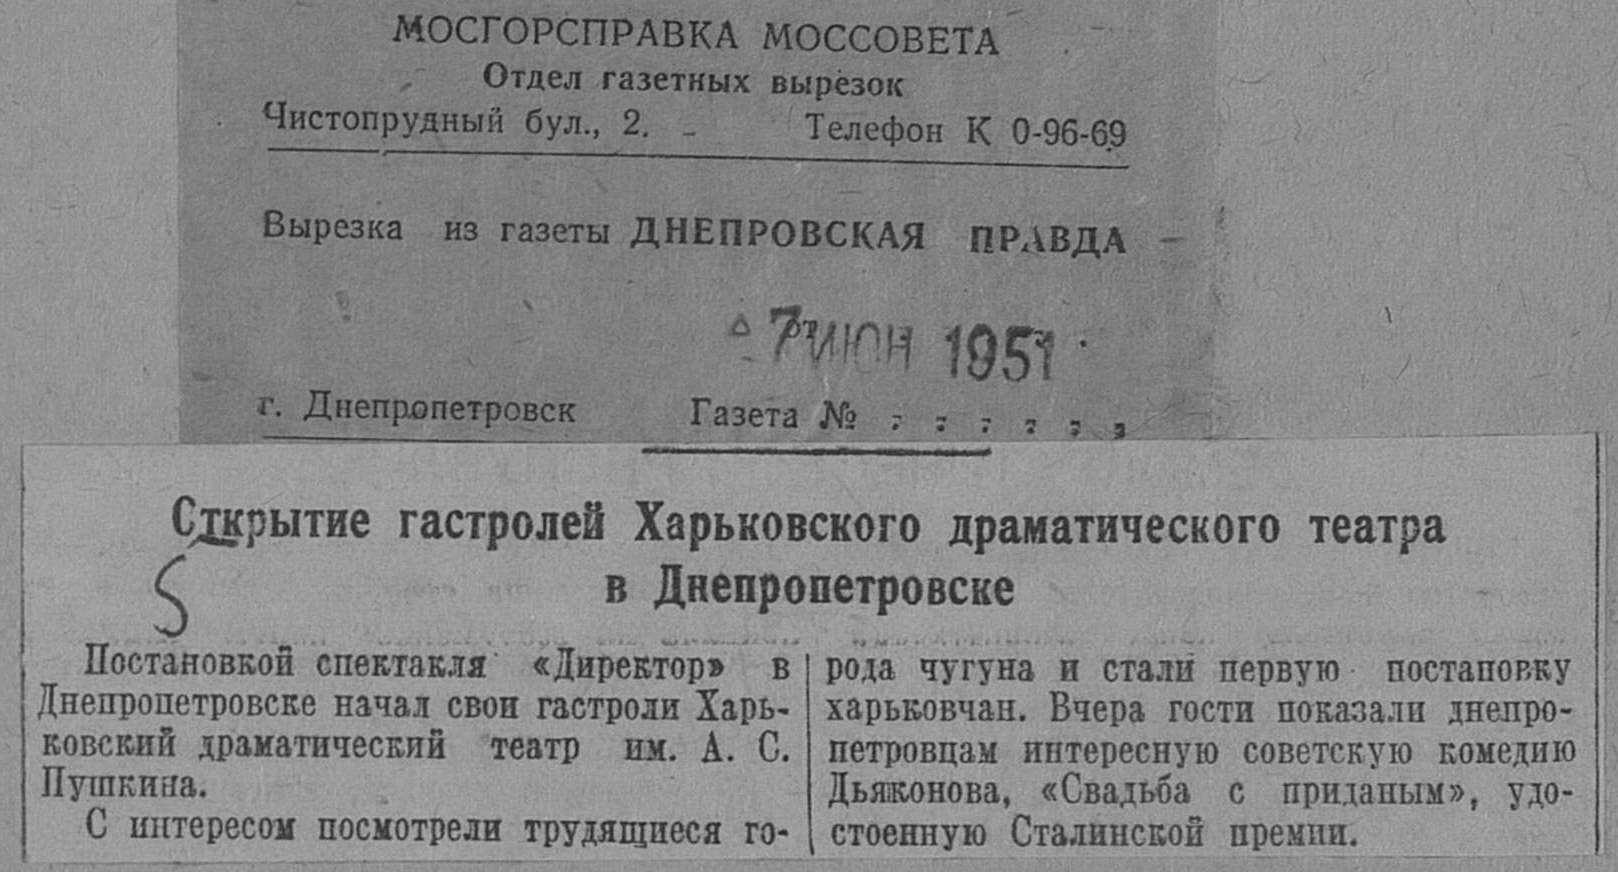 МОСГОРСПРАВКА МОССОВЕТА
Отдел газетных вырезок
Чистопрудный бул., 2. Телефон К 0-96-69
Вырезка из газеты ДНЕПРОВСКАЯ ПРАВДА
7 ИЮН 1951
г. Днепропетровск Газета №
Открытие гастролей Харьковского драматического театра
в Днепропетровске
Постановкой спектакля «Директор» в
Днепропетровске начал свои гастроли Харь-
ковский драматический театр им. А. С.
Пушкина.
С интересом посмотрели трудящиеся го-
рода чугуна и стали первую постановку
харьковчан. Вчера гости показали днепро-
петровцам интересную советскую комедию
Дьяконова, «Свадьба с приданым», удо-
стоенную Сталинской премии.